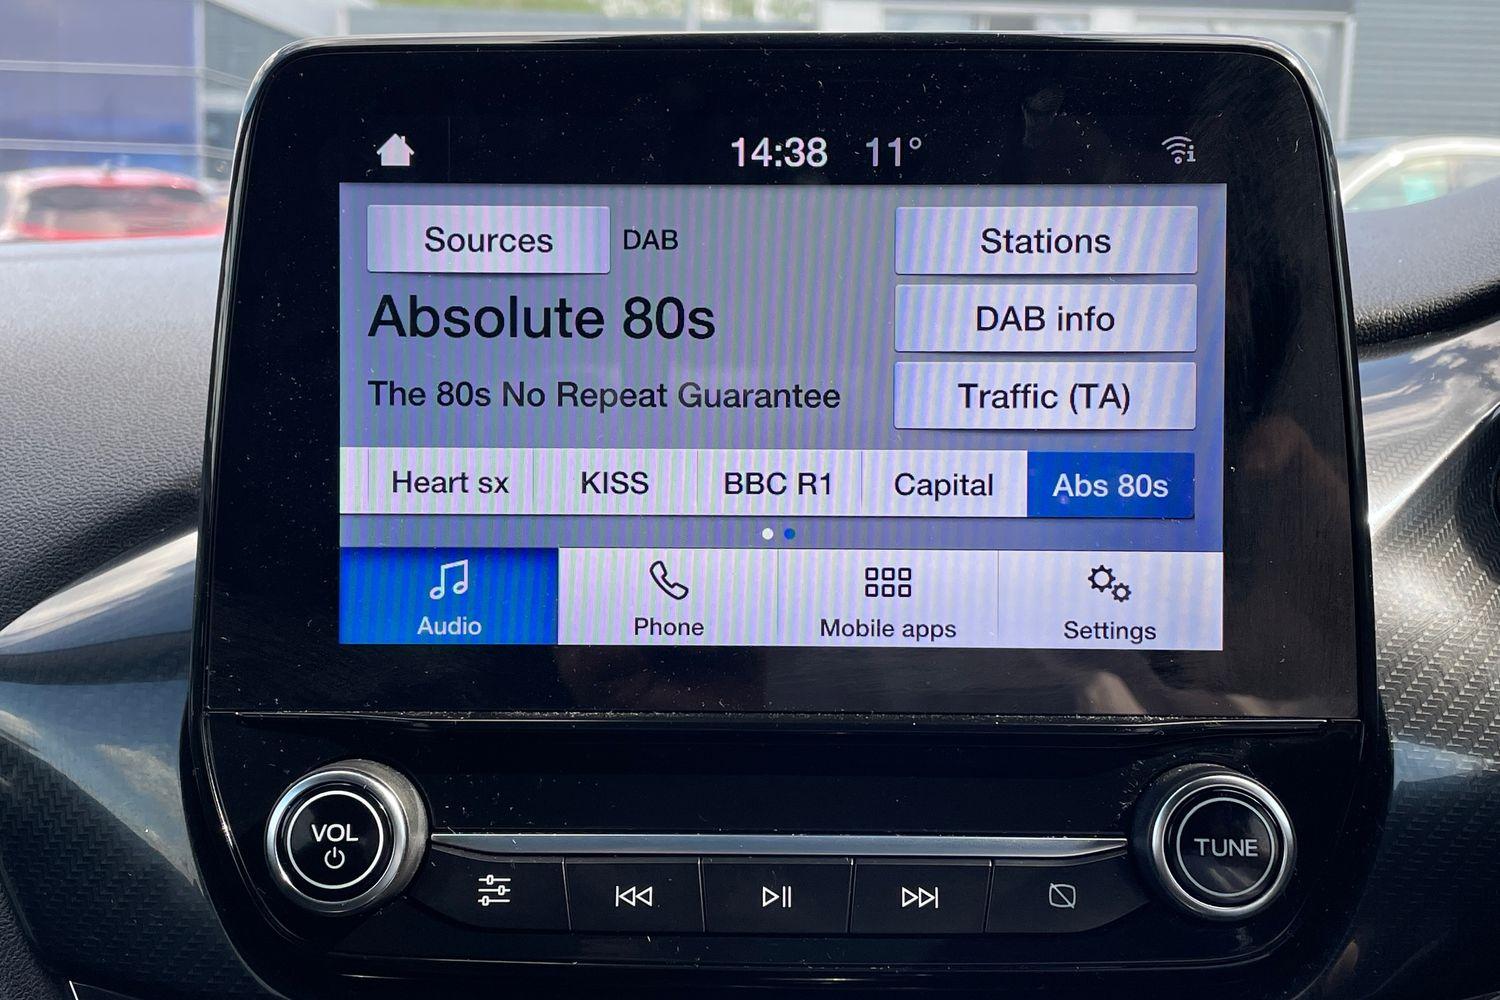 14:38 11°
Sources DAB Stations
Absolute 80s
DAB info
The 80s No Repeat Guarantee
Traffic (TA)
Heart sx KISS BBC R1 Capital Abs 80s
Audio Phone Mobile apps Settings
VOL
TUNE